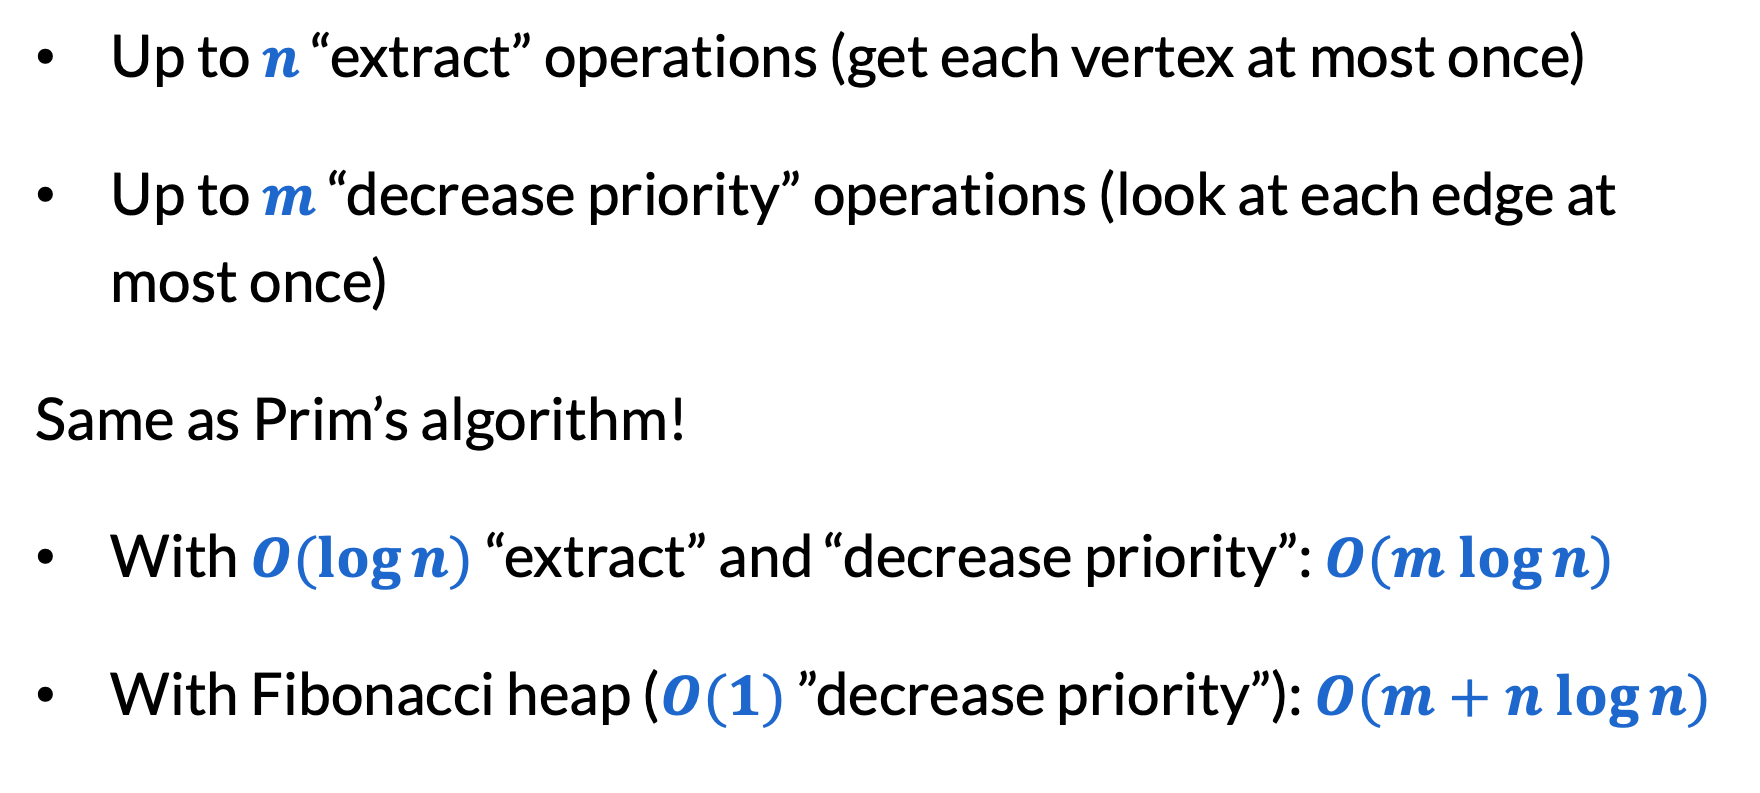 • Up to n “extract” operations (get each vertex at most once)
• Up to m “decrease priority” operations (look at each edge at
most once)
Same as Prim’s algorithm!
• With O(log n) “extract” and “decrease priority”: O(m log n)
• With Fibonacci heap (O(1) ”decrease priority”): O(m + n log n)